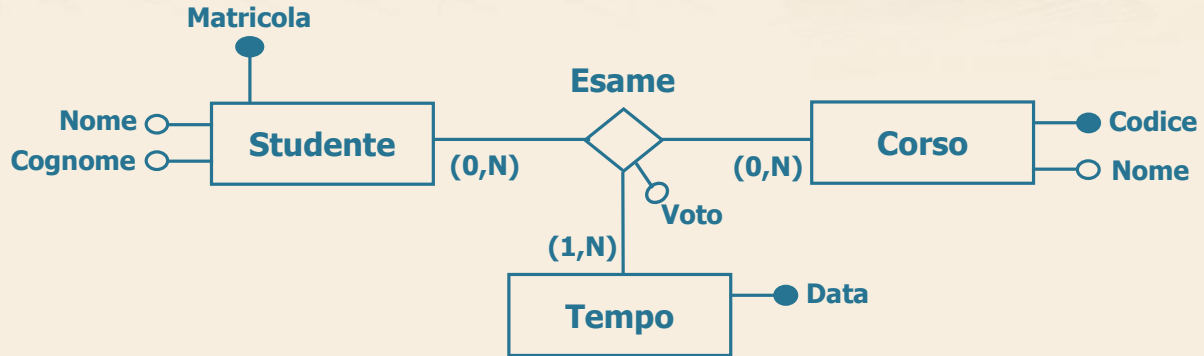 Matricola
Esame
Nome
Cognome
Studente
(0,N)
(0,N)
Corso
Codice
Nome
Voto
(1,N)
Tempo
Data